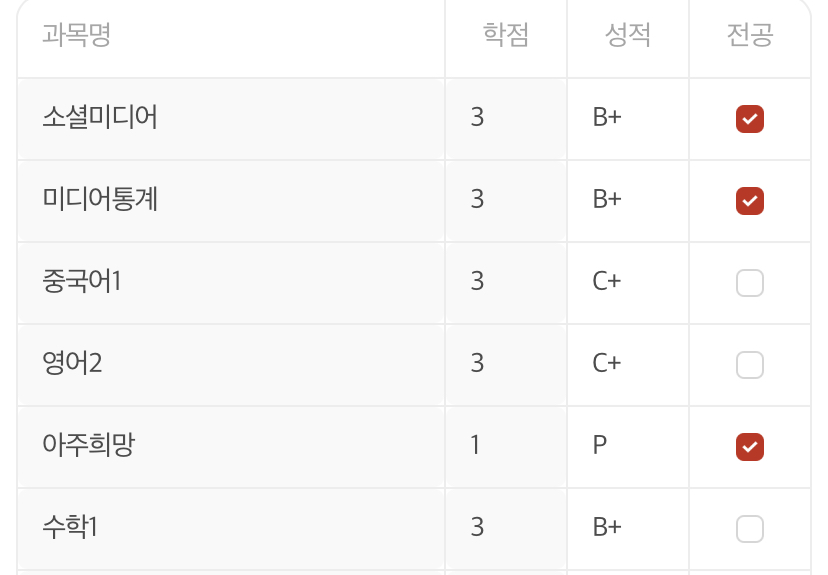 과목명 학점 성적 전공
소셜미디어 3 B+
미디어통계 3 B+
중국어1 3 C+
영어2 3 C+
아주희망 1 P
수학1 3 B+